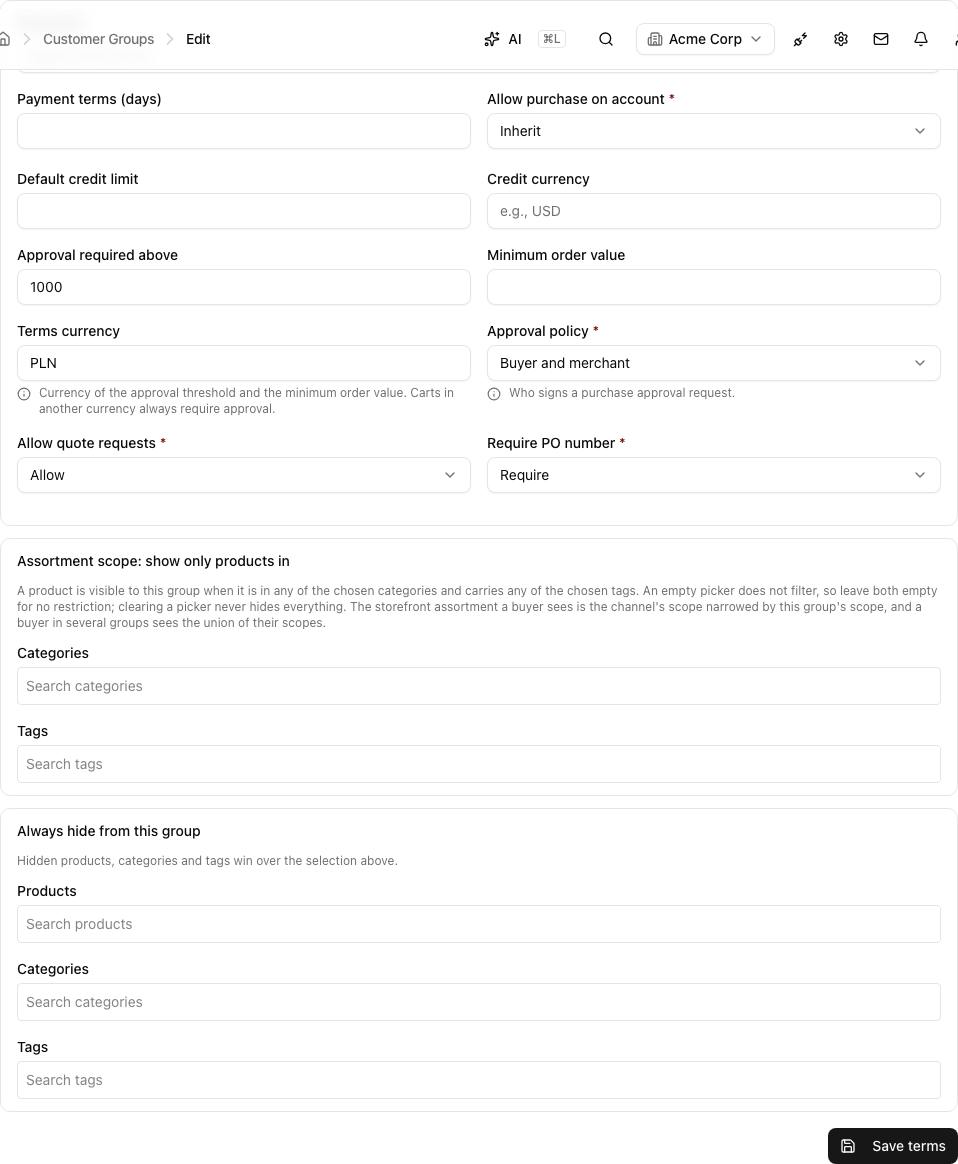 Customer Groups
Edit
AI
⌘L
Acme Corp
Payment terms (days)
Allow purchase on account *
Inherit
Default credit limit
Credit currency
e.g., USD
Approval required above
Minimum order value
1000
Terms currency
Approval policy *
PLN
Buyer and merchant
Currency of the approval threshold and the minimum order value. Carts in
another currency always require approval.
Who signs a purchase approval request.
Allow quote requests *
Require PO number *
Allow
Require
Assortment scope: show only products in
A product is visible to this group when it is in any of the chosen categories and carries any of the chosen tags. An empty picker does not filter, so leave both empty
for no restriction; clearing a picker never hides everything. The storefront assortment a buyer sees is the channel's scope narrowed by this group's scope, and a
buyer in several groups sees the union of their scopes.
Categories
Search categories
Tags
Search tags
Always hide from this group
Hidden products, categories and tags win over the selection above.
Products
Search products
Categories
Search categories
Tags
Search tags
Save terms